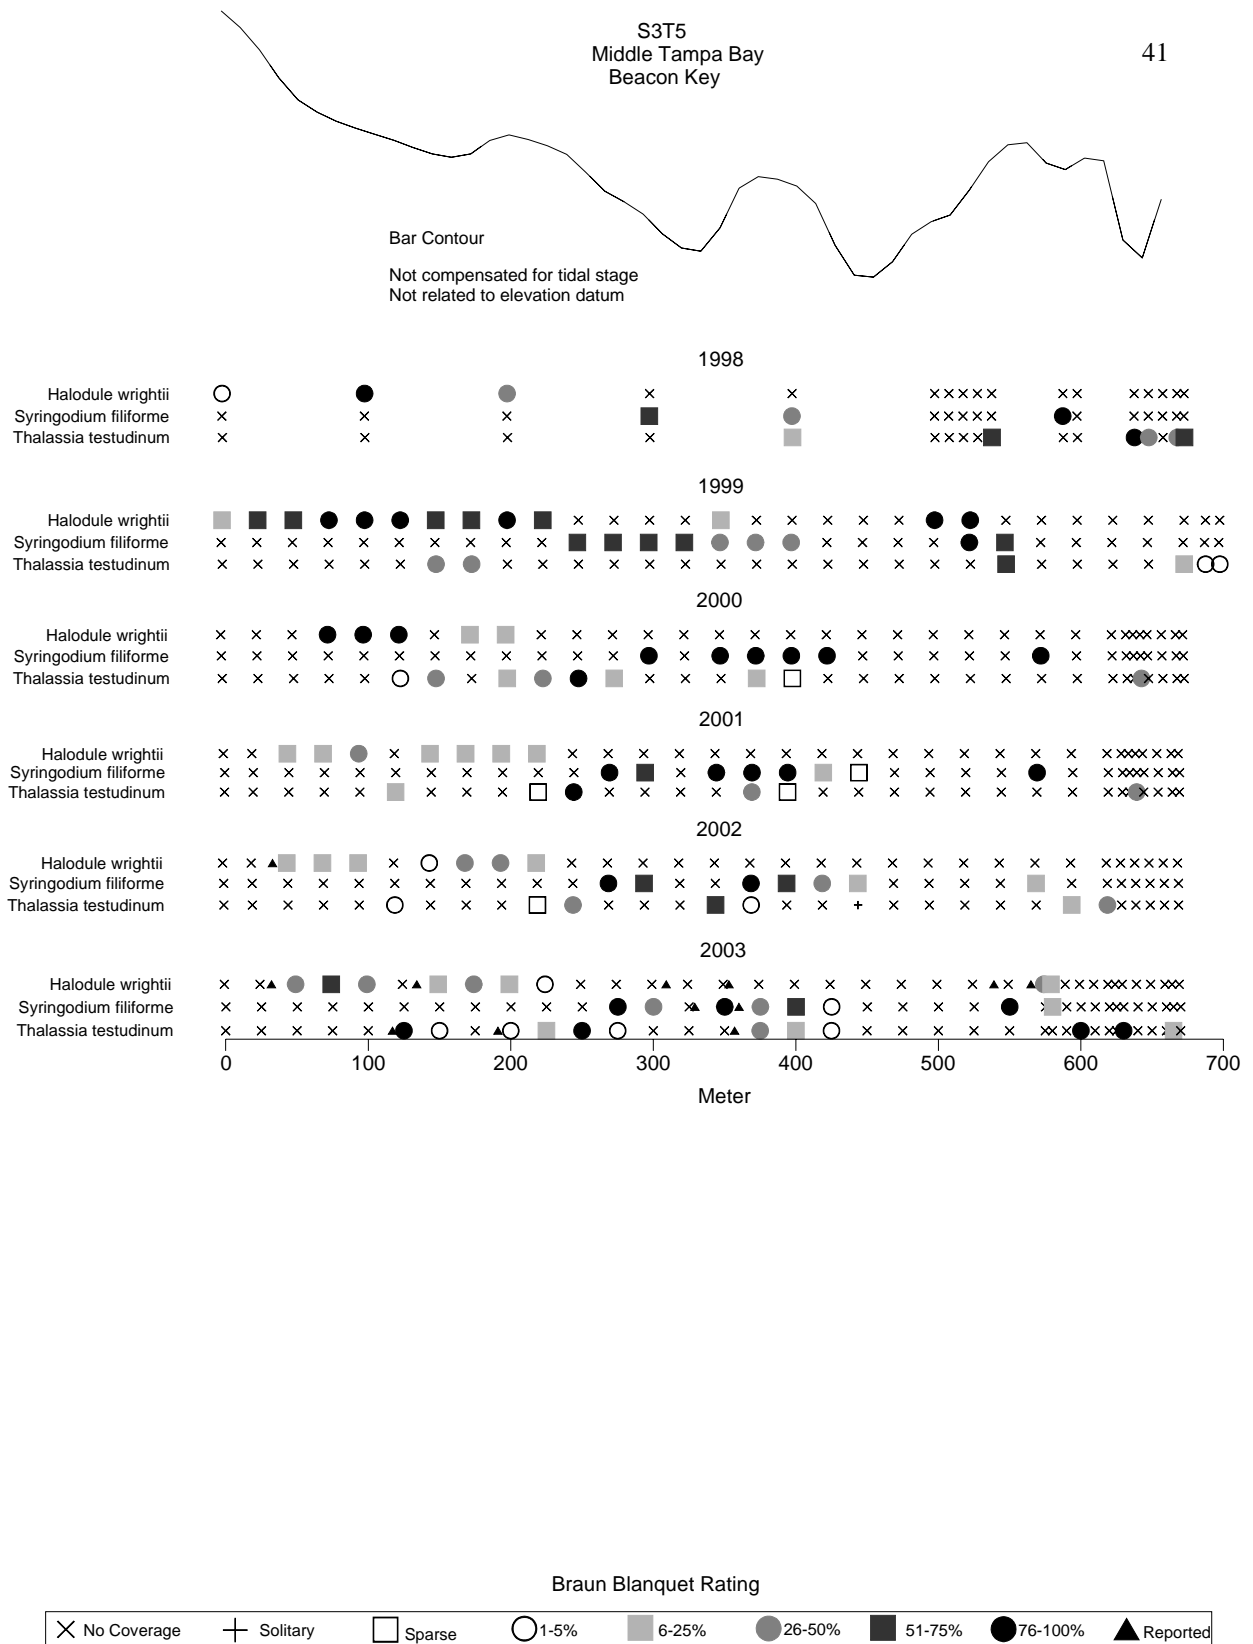 S3T5
Middle Tampa Bay
Beacon Key
41
Bar Contour
Not compensated for tidal stage
Not related to elevation datum
1998
Halodule wrightii
Syringodium filiforme
Thalassia testudinum
1999
Halodule wrightii
Syringodium filiforme
Thalassia testudinum
2000
Halodule wrightii
Syringodium filiforme
Thalassia testudinum
2001
Halodule wrightii
Syringodium filiforme
Thalassia testudinum
2002
Halodule wrightii
Syringodium filiforme
Thalassia testudinum
2003
Halodule wrightii
Syringodium filiforme
Thalassia testudinum
0 100 200 300 400 500 600 700
Meter
Braun Blanquet Rating
No Coverage Solitary Sparse 1-5% 6-25% 26-50% 51-75% 76-100% Reported